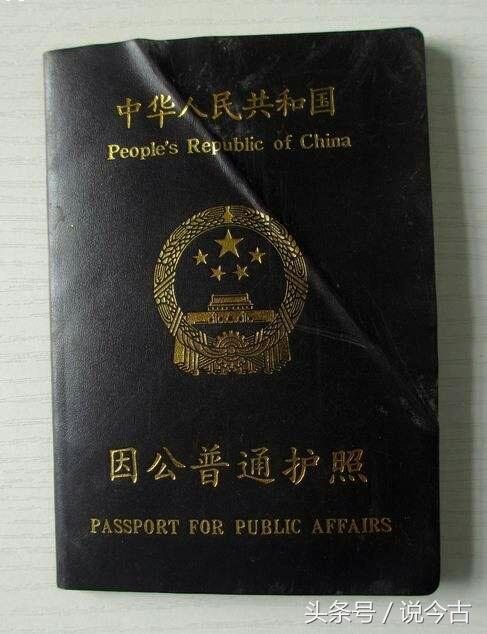 中华人民共和国
People's Republic of China
因公普通护照
PASSPORT FOR PUBLIC AFFAIRS
头条号 / 说今古